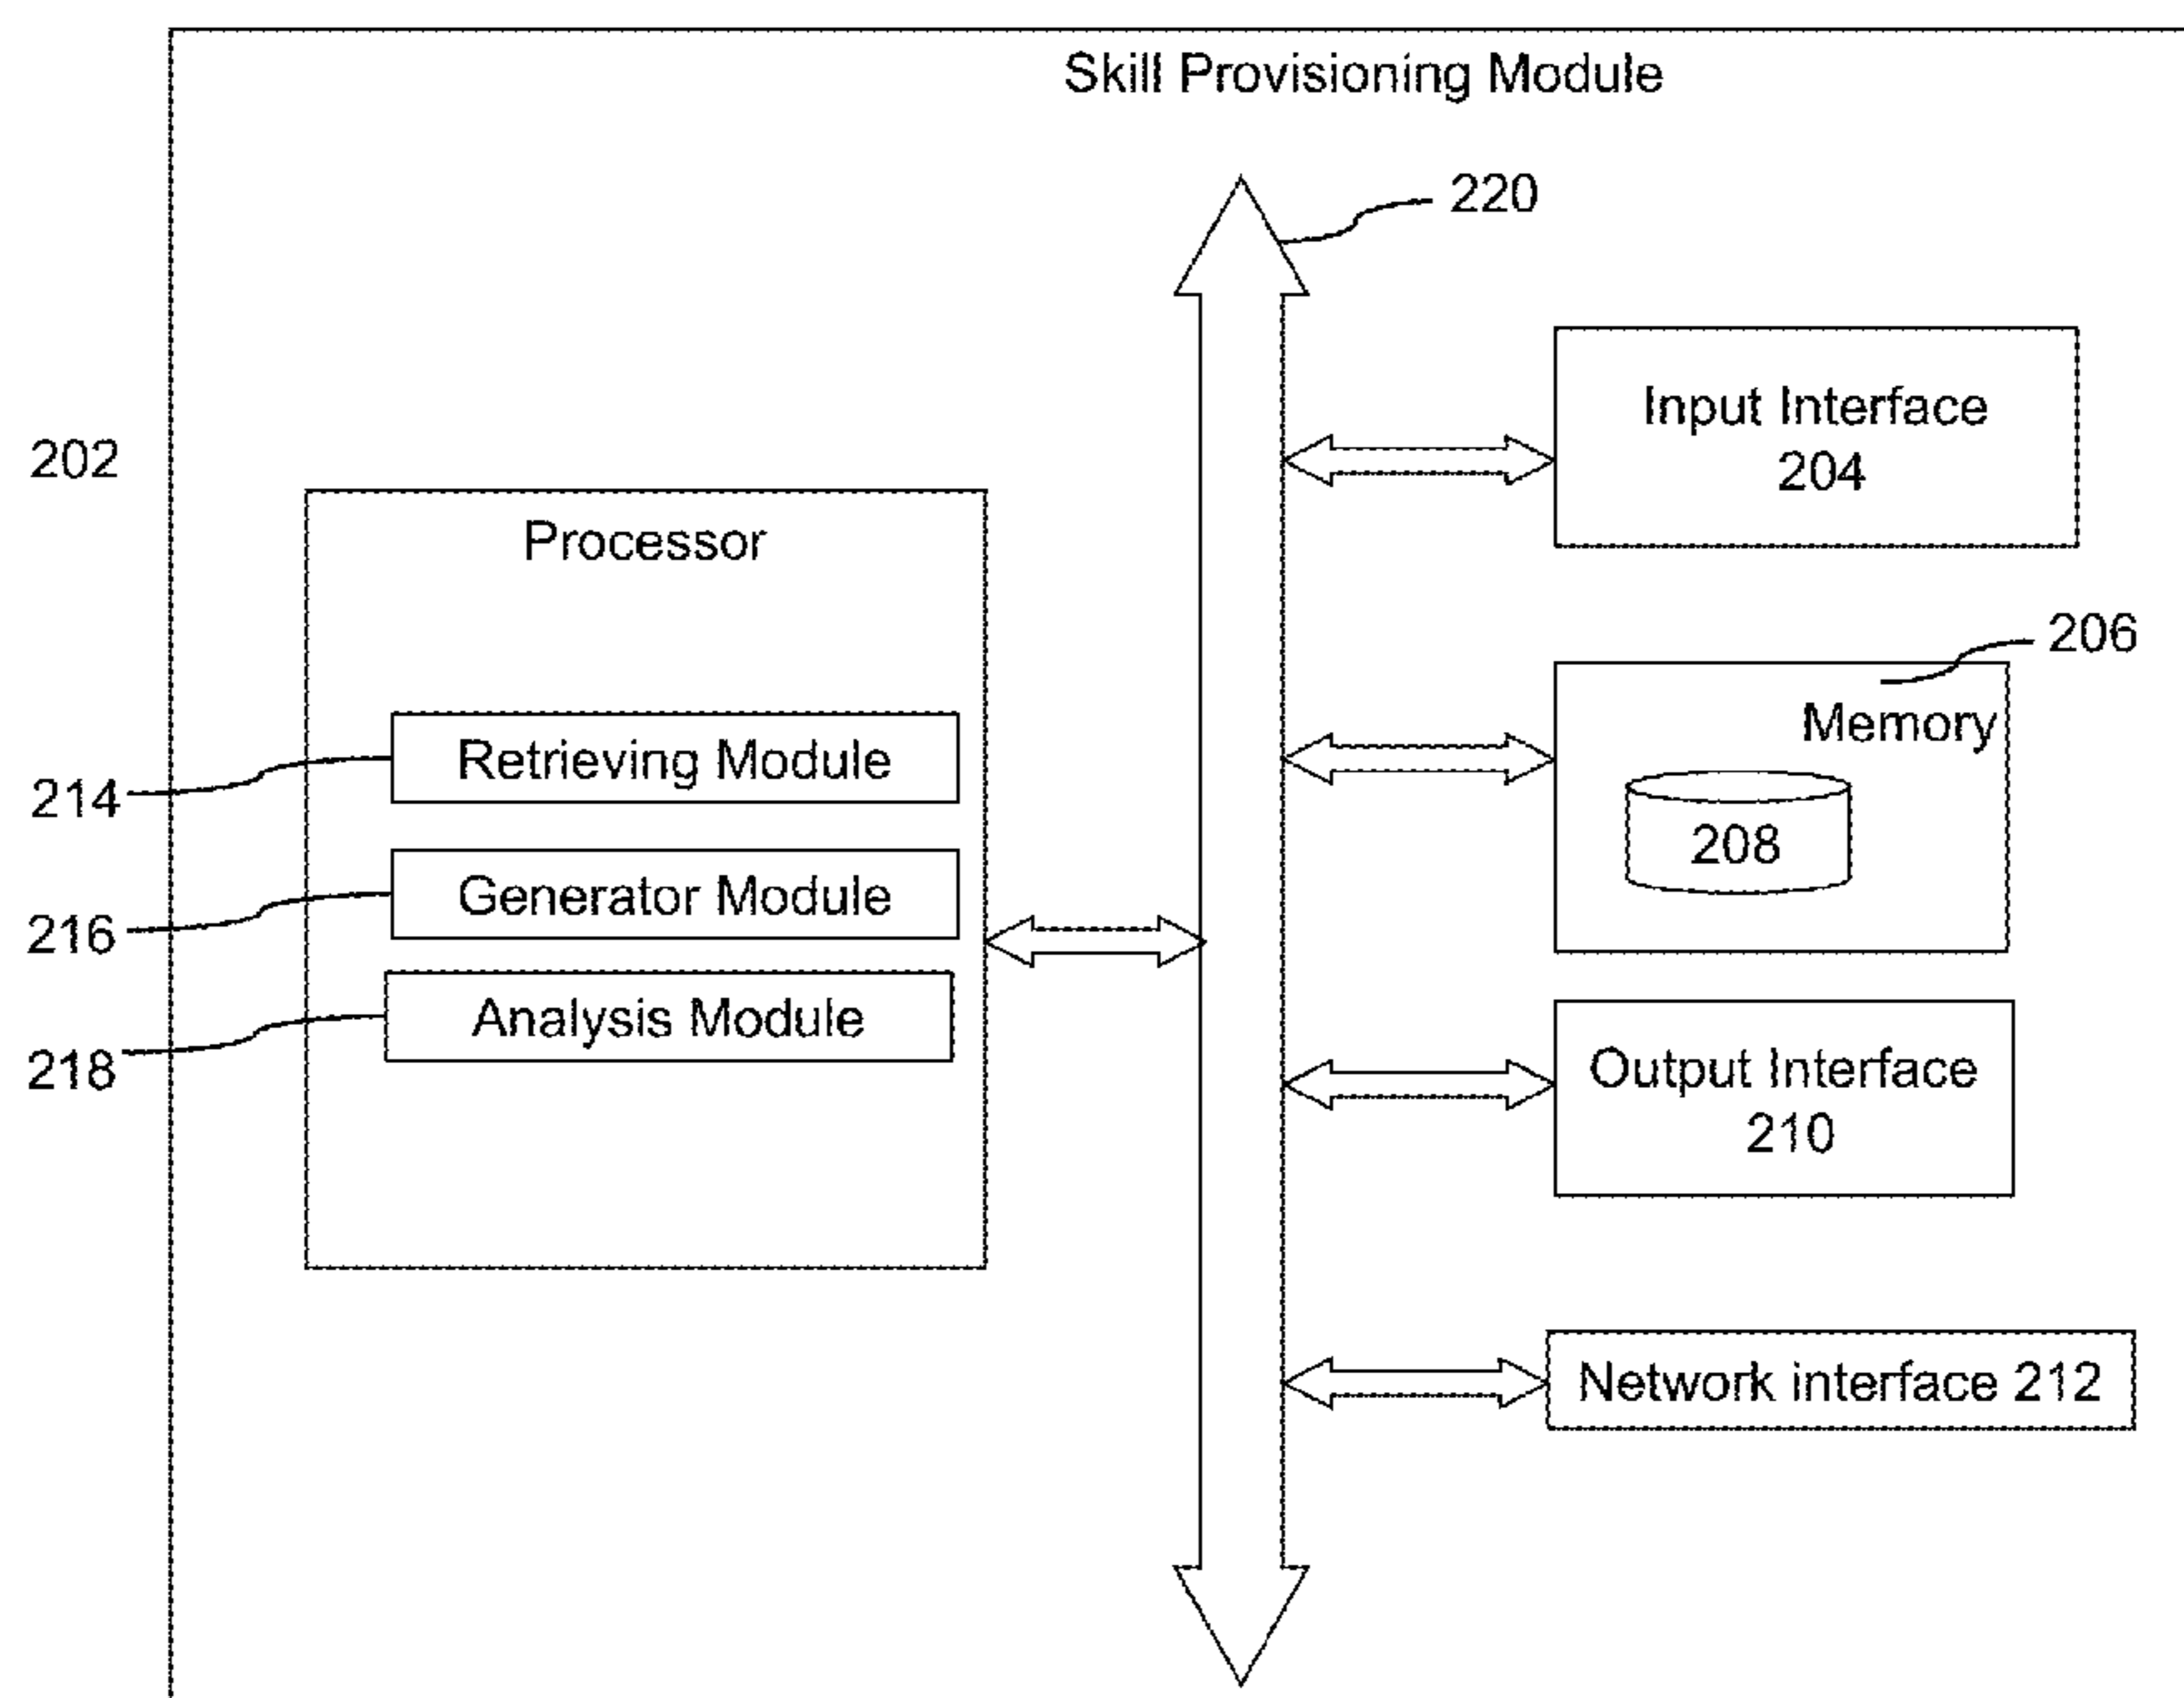 Skill Provisioning Module
220
Input Interface
204
202
Processor
206
Memory
208
Retrieving Module
214
Generator Module
216
Analysis Module
218
Output Interface
210
Network interface 212